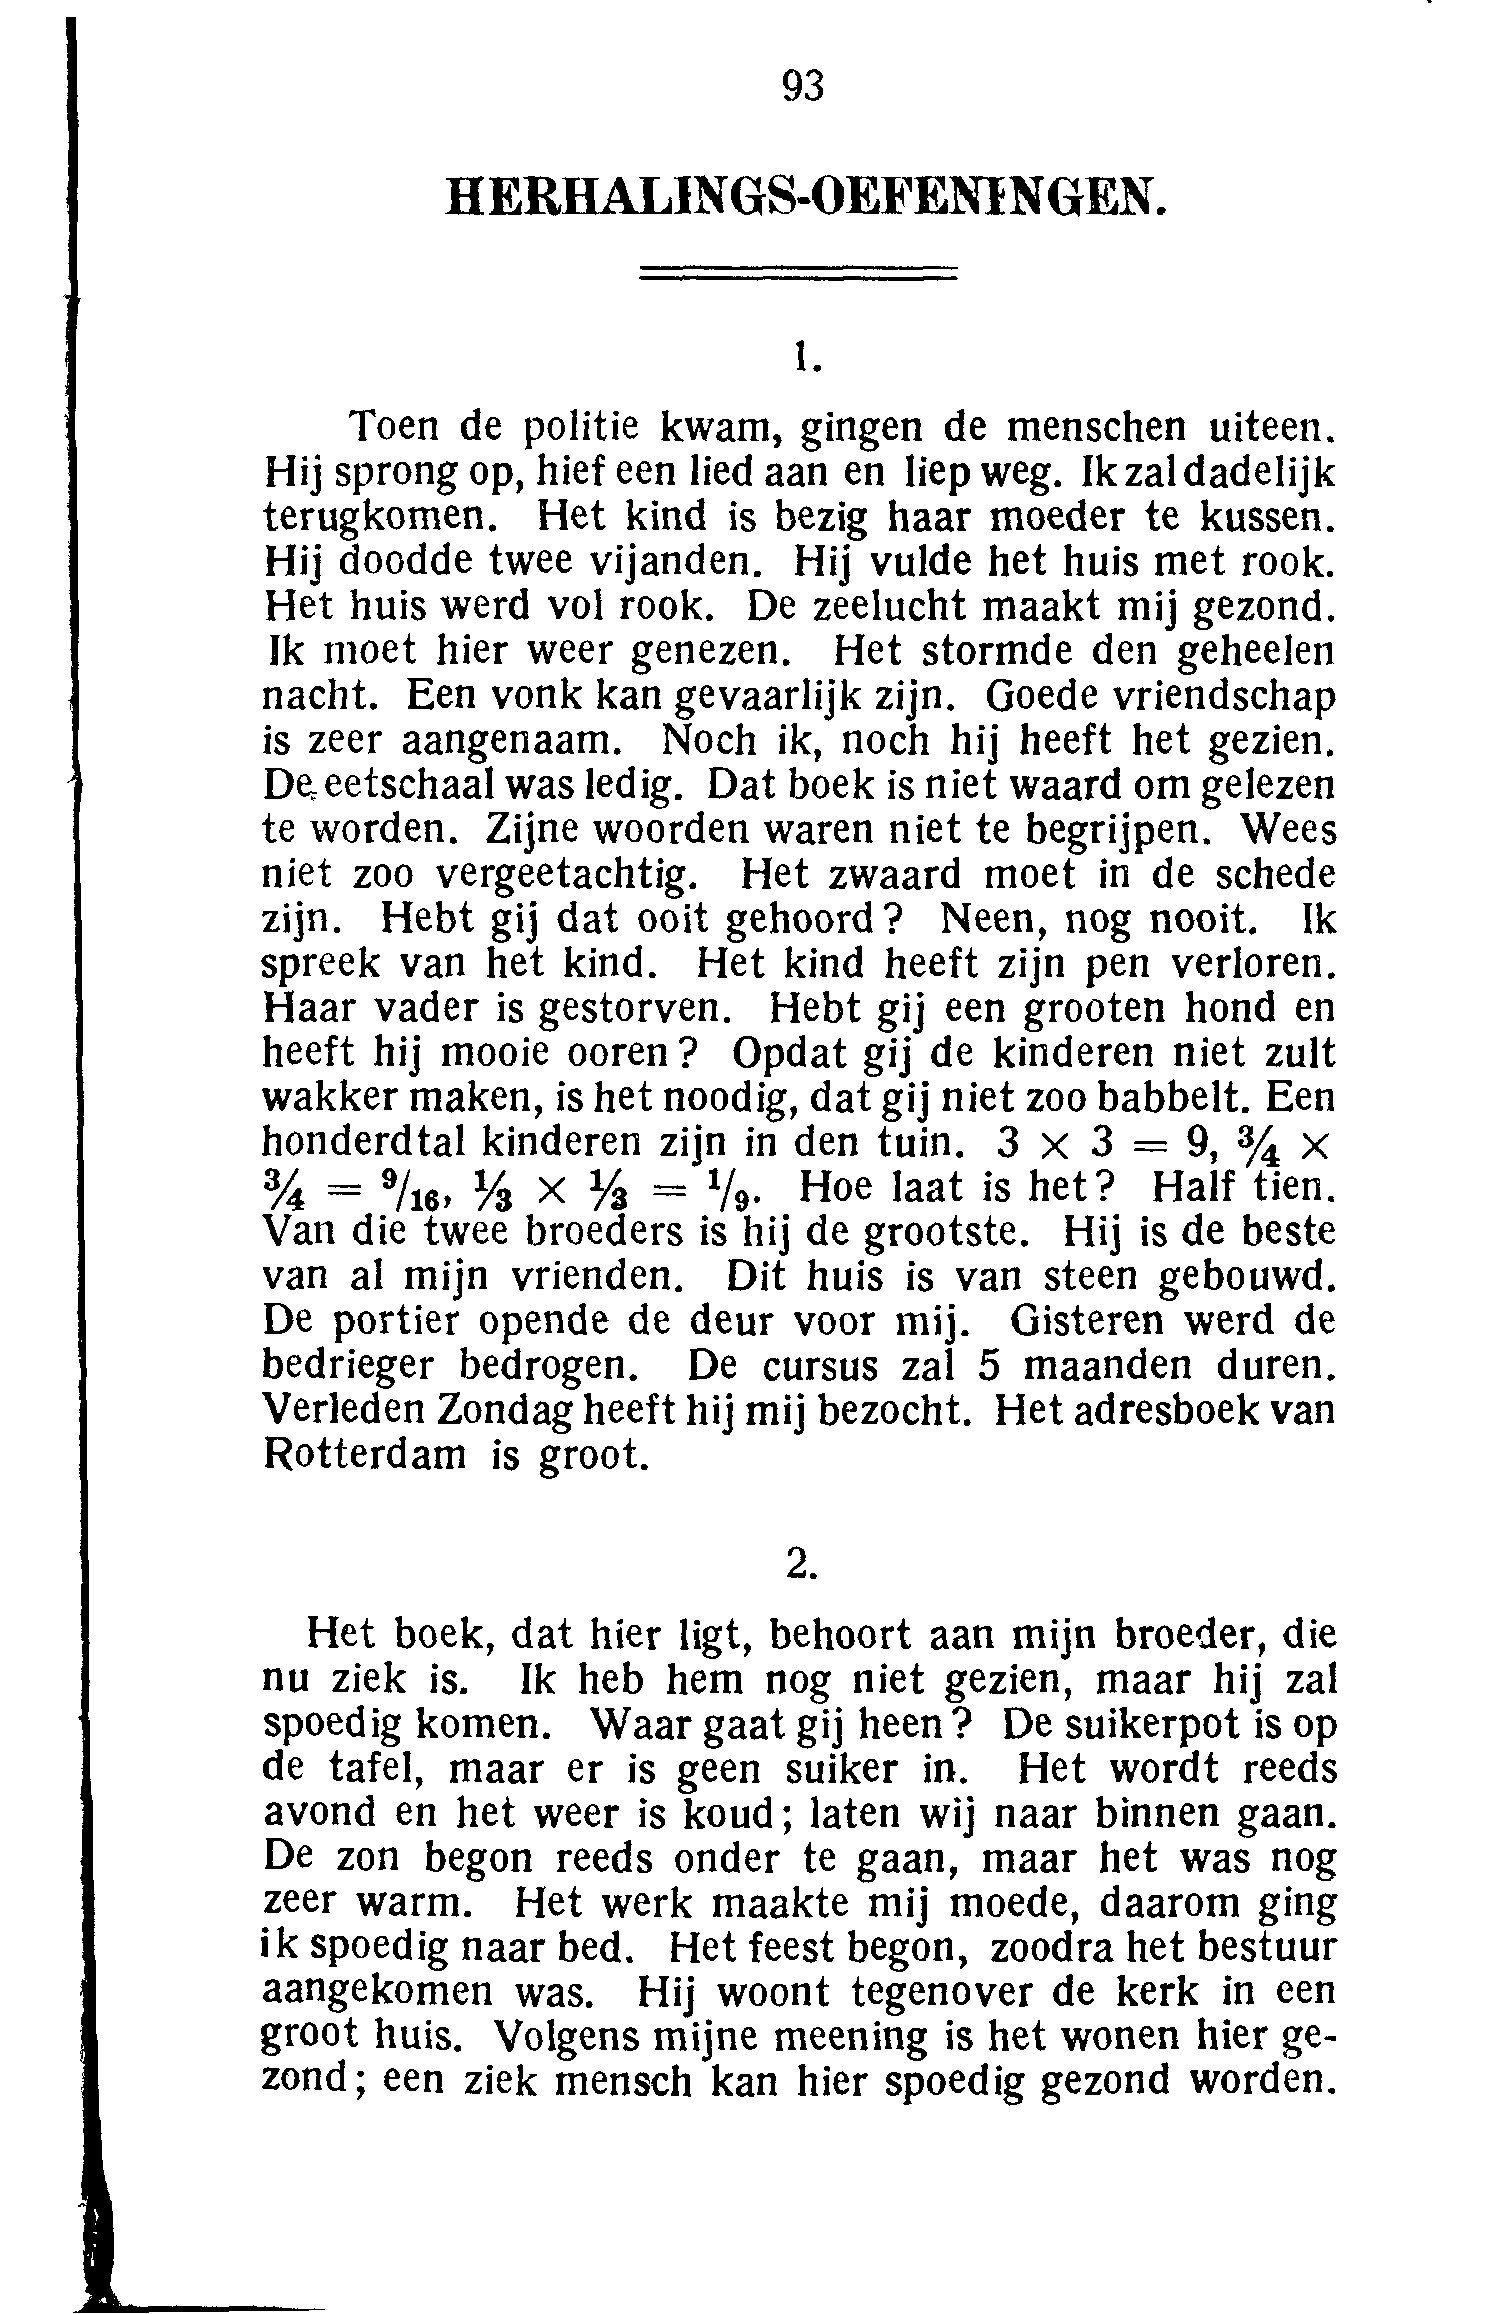 93
HERHALINGS-OEFENINGEN.
1.
Toen de politie kwam, gingen de menschen uiteen.
Hij sprong op, hief een lied aan en liep weg. Ik zal dadelijk
terugkomen. Het kind is bezig haar moeder te kussen.
Hij doodde twee vijanden. Hij vulde het huis met rook.
Het huis werd vol rook. De zeelucht maakt mij gezond.
Ik moet hier weer genezen. Het stormde den geheelen
nacht. Een vonk kan gevaarlijk zijn. Goede vriendschap
is zeer aangenaam. Noch ik, noch hij heeft het gezien.
De eetschaal was ledig. Dat boek is niet waard om gelezen
te worden. Zijne woorden waren niet te begrijpen. Wees
niet zoo vergeetachtig. Het zwaard moet in de schede
zijn. Hebt gij dat ooit gehoord? Neen, nog nooit. Ik
spreek van het kind. Het kind heeft zijn pen verloren.
Haar vader is gestorven. Hebt gij een grooten hond en
heeft hij mooie ooren? Opdat gij de kinderen niet zult
wakker maken, is het noodig, dat gij niet zoo babbelt. Een
honderdtal kinderen zijn in den tuin. 3 × 3 = 9, ¾ ×
¾ = 9/16, ⅓ × ⅓ = 1/9. Hoe laat is het? Half tien.
Van die twee broeders is hij de grootste. Hij is de beste
van al mijn vrienden. Dit huis is van steen gebouwd.
De portier opende de deur voor mij. Gisteren werd de
bedrieger bedrogen. De cursus zal 5 maanden duren.
Verleden Zondag heeft hij mij bezocht. Het adresboek van
Rotterdam is groot.
2.
Het boek, dat hier ligt, behoort aan mijn broeder, die
nu ziek is. Ik heb hem nog niet gezien, maar hij zal
spoedig komen. Waar gaat gij heen? De suikerpot is op
de tafel, maar er is geen suiker in. Het wordt reeds
avond en het weer is koud; laten wij naar binnen gaan.
De zon begon reeds onder te gaan, maar het was nog
zeer warm. Het werk maakte mij moede, daarom ging
ik spoedig naar bed. Het feest begon, zoodra het bestuur
aangekomen was. Hij woont tegenover de kerk in een
groot huis. Volgens mijne meening is het wonen hier ge-
zond; een ziek mensch kan hier spoedig gezond worden.